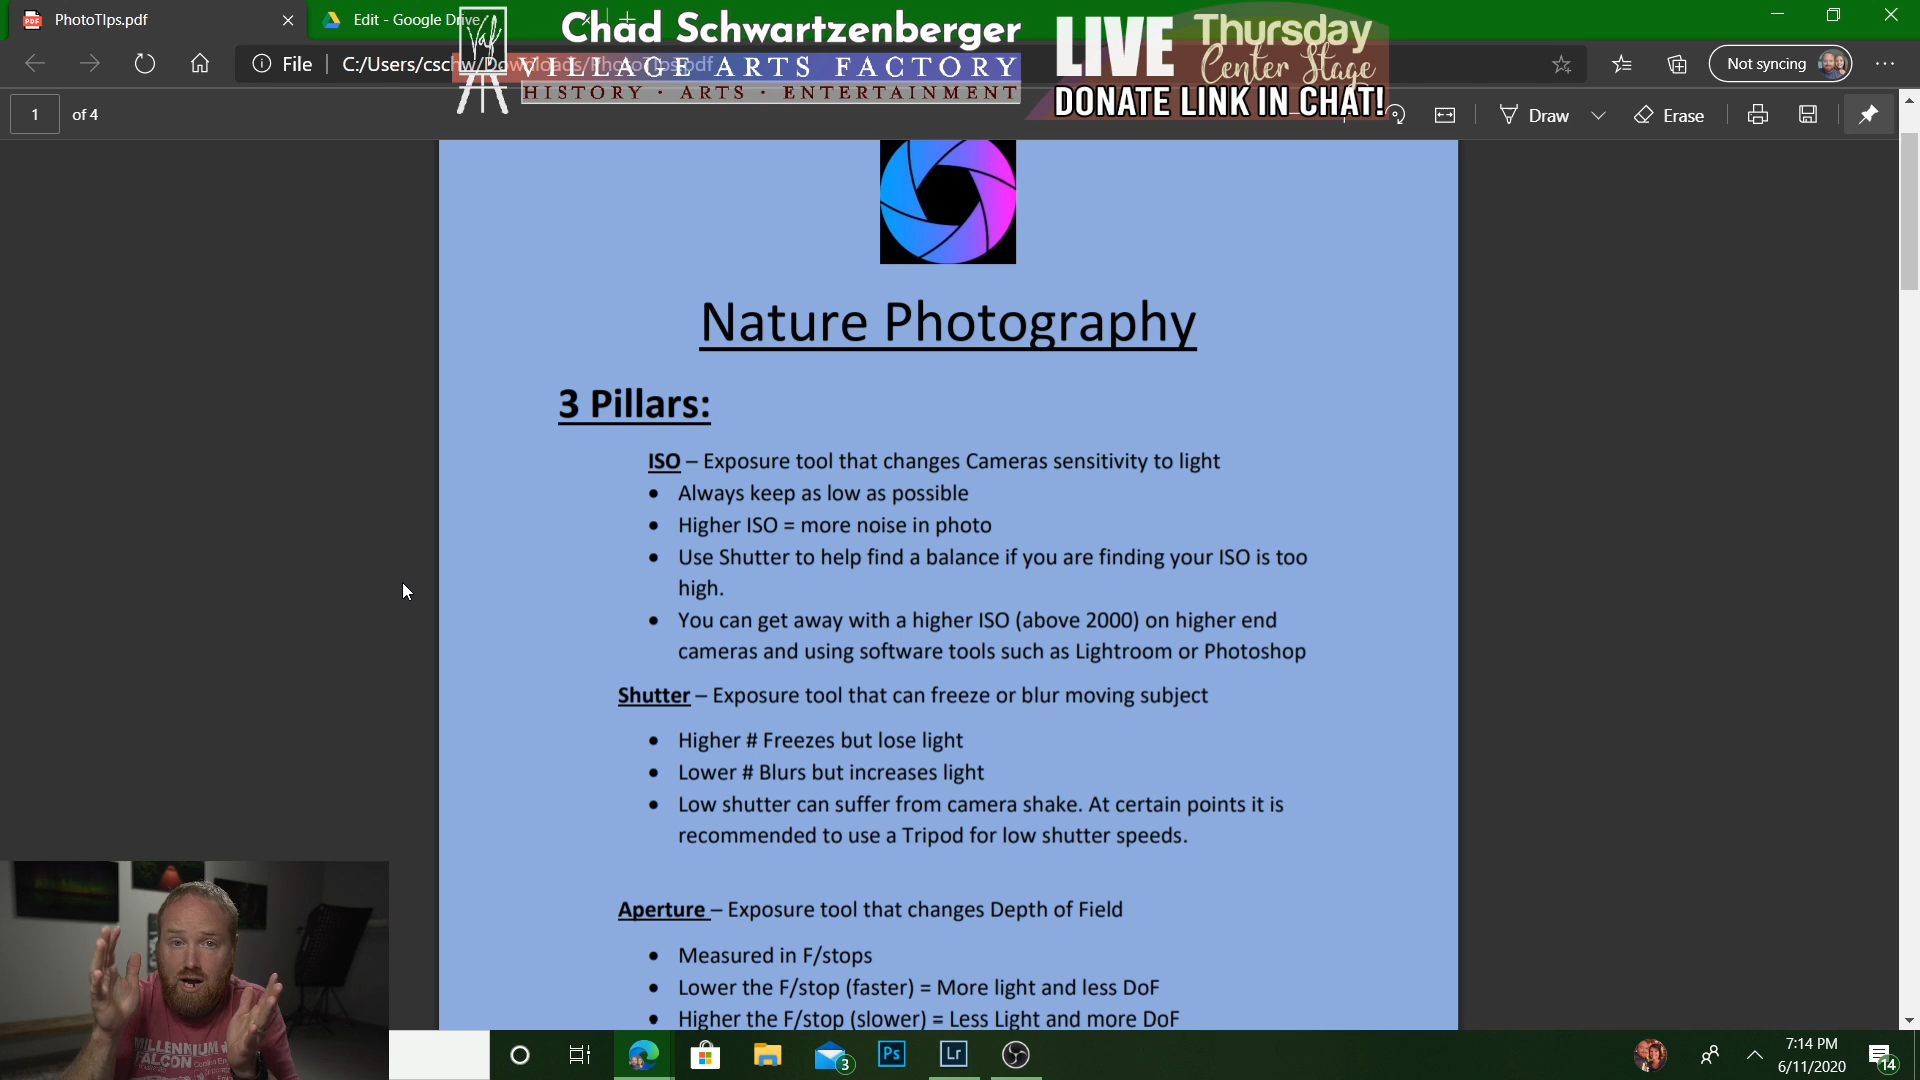 PhotoTIps.pdf
Edit - Google Drive
Vaf
Chad Schwartzenberger
VILLAGE ARTS FACTORY
HISTORY · ARTS · ENTERTAINMENT
LIVE Thursday
Center Stage
DONATE LINK IN CHAT!
File
C:/Users/cschw/Downloads/PhotoTIps.pdf
Not syncing
1 of 4
Draw
Erase
Nature Photography
3 Pillars:
ISO – Exposure tool that changes Cameras sensitivity to light
• Always keep as low as possible
• Higher ISO = more noise in photo
• Use Shutter to help find a balance if you are finding your ISO is too
high.
• You can get away with a higher ISO (above 2000) on higher end
cameras and using software tools such as Lightroom or Photoshop
Shutter – Exposure tool that can freeze or blur moving subject
• Higher # Freezes but lose light
• Lower # Blurs but increases light
• Low shutter can suffer from camera shake. At certain points it is
recommended to use a Tripod for low shutter speeds.
Aperture – Exposure tool that changes Depth of Field
• Measured in F/stops
• Lower the F/stop (faster) = More light and less DoF
• Higher the F/stop (slower) = Less Light and more DoF
MILLENNIUM
FALCON
3
Ps
Lr
7:14 PM
6/11/2020
14